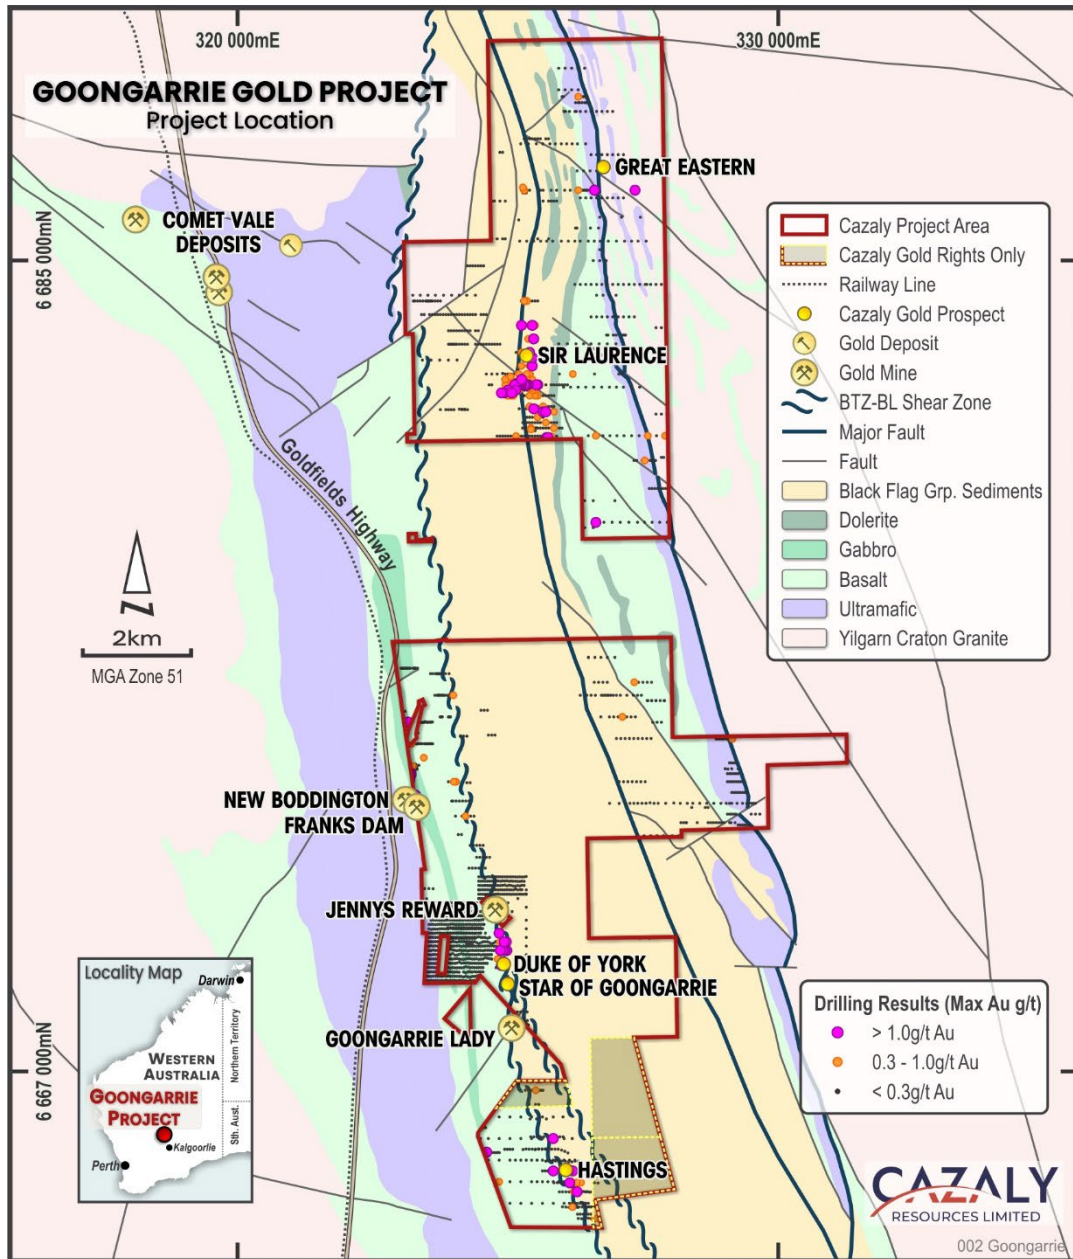 320 000mE
330 000mE
GOONGARRIE GOLD PROJECT
Project Location
GREAT EASTERN
COMET VALE
DEPOSITS
6 685 000mN
SIR LAURENCE
Cazaly Project Area
Cazaly Gold Rights Only
Railway Line
Cazaly Gold Prospect
Gold Deposit
Gold Mine
BTZ-BL Shear Zone
Major Fault
Fault
Black Flag Grp. Sediments
Dolerite
Gabbro
Basalt
Ultramafic
Yilgarn Craton Granite
Goldfields Highway
N
2km
MGA Zone 51
NEW BODDINGTON
FRANKS DAM
JENNYS REWARD
DUKE OF YORK
STAR OF GOONGARRIE
GOONGARRIE LADY
6 667 000mN
HASTINGS
Locality Map
Darwin
WESTERN
AUSTRALIA
Northern Territory
Sth. Aust.
GOONGARRIE
PROJECT
Kalgoorlie
Perth
Drilling Results (Max Au g/t)
> 1.0g/t Au
0.3 - 1.0g/t Au
< 0.3g/t Au
CAZALY
RESOURCES LIMITED
002 Goongarrie